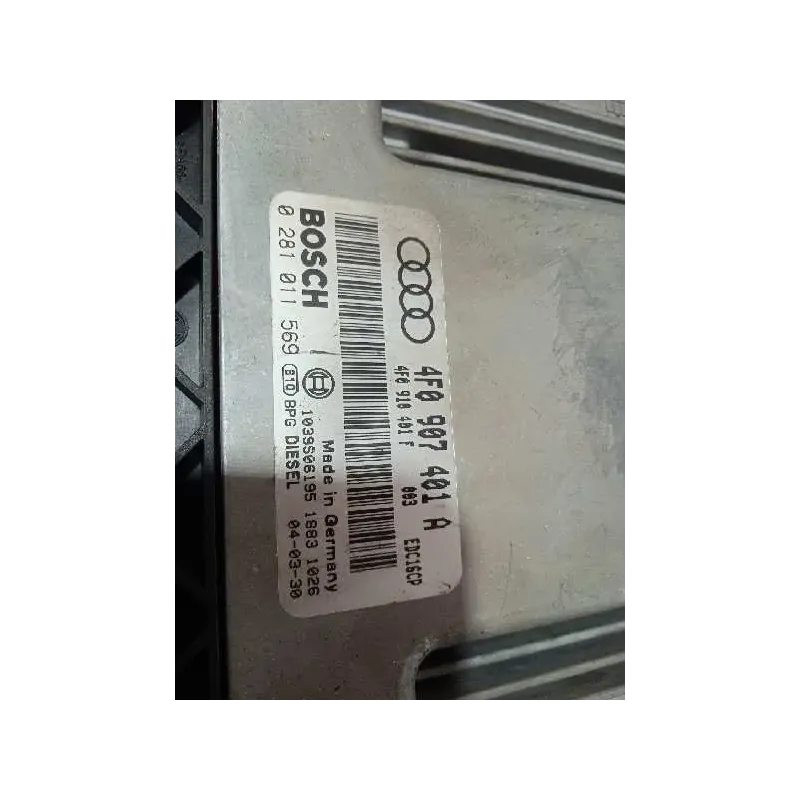 4F0 907 401 A
4F0 910 401 F 003 EDC16CP
BOSCH
0 281 011 569
Made in Germany
1039S06195 1883 1026
B10 BPG DIESEL 04-03-30